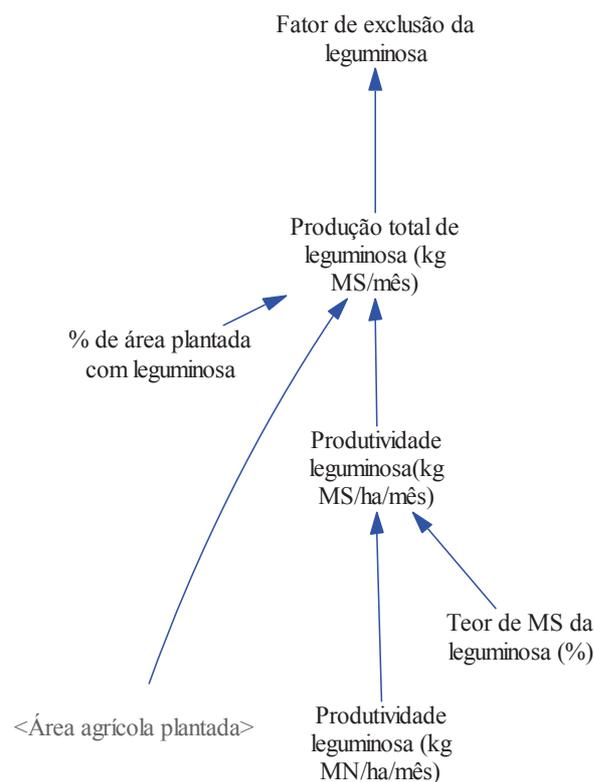 Fator de exclusão da
leguminosa
Produção total de
leguminosa (kg
MS/mês)
% de área plantada
com leguminosa
Produtividade
leguminosa(kg
MS/ha/mês)
Teor de MS da
leguminosa (%)
<Área agrícola plantada>
Produtividade
leguminosa (kg
MN/ha/mês)